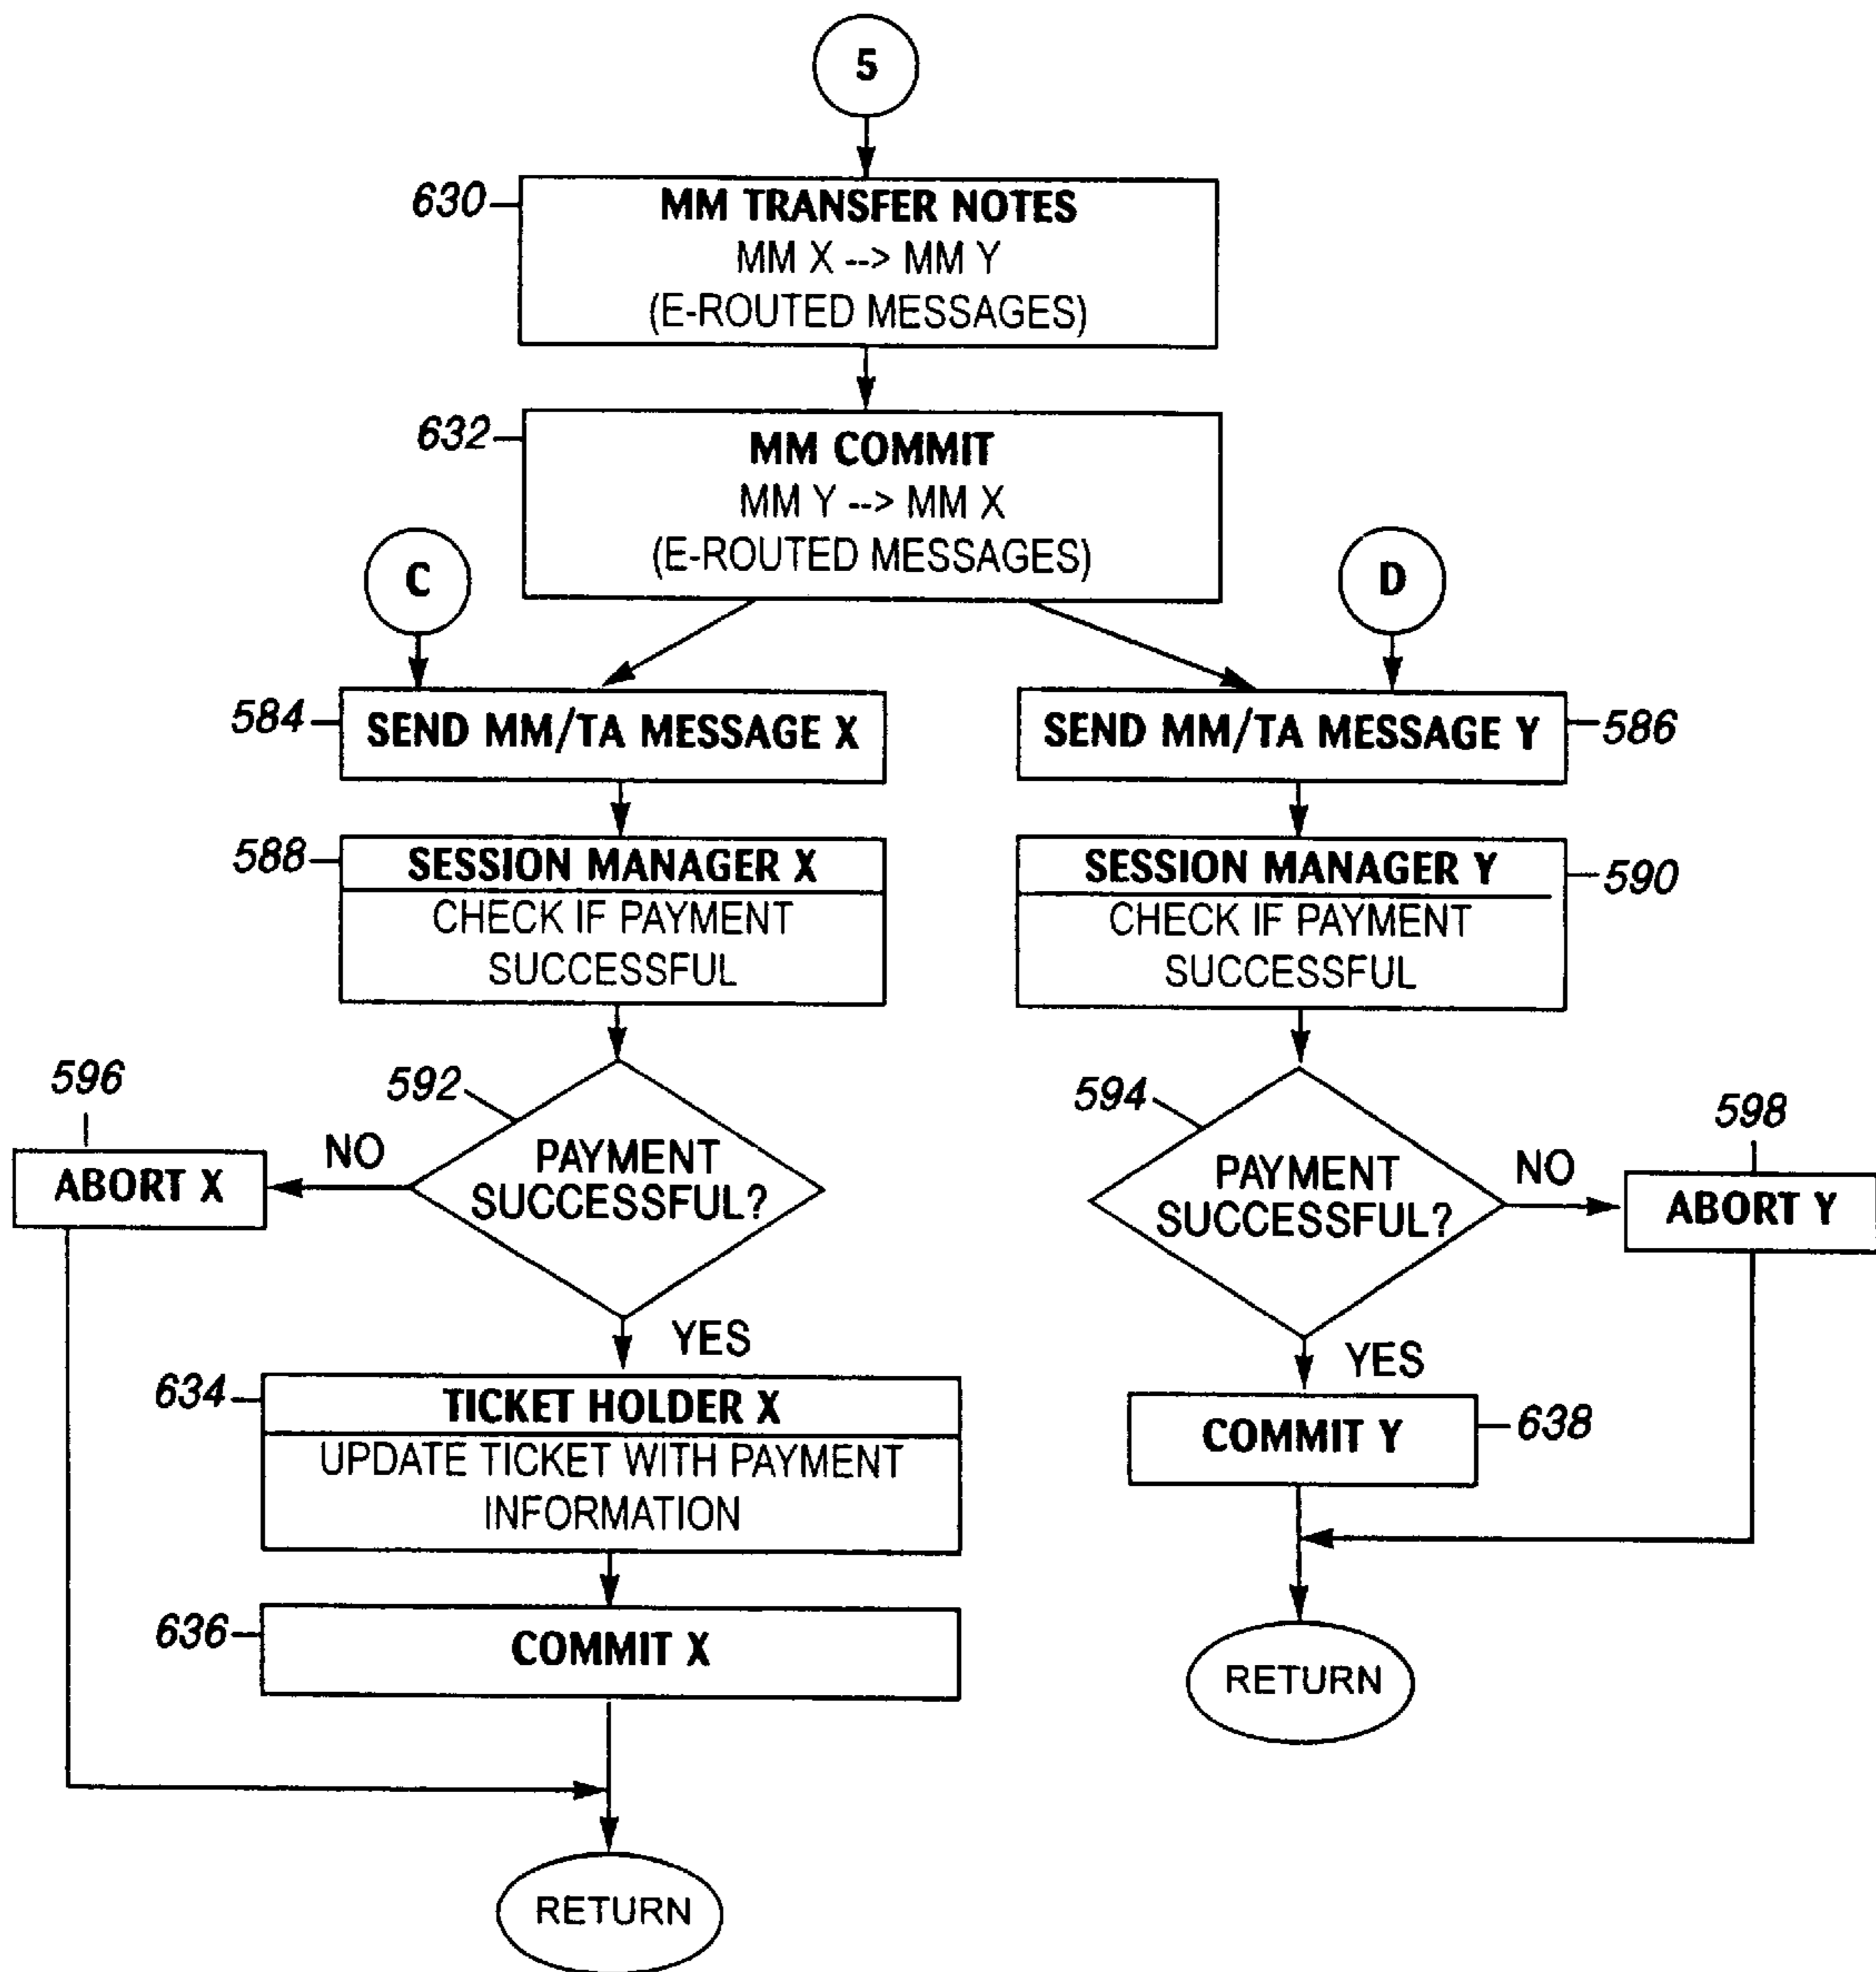 5
630
MM TRANSFER NOTES
MM X --> MM Y
(E-ROUTED MESSAGES)
632
MM COMMIT
MM Y --> MM X
(E-ROUTED MESSAGES)
C
D
584
SEND MM/TA MESSAGE X
SEND MM/TA MESSAGE Y
586
588
SESSION MANAGER X
CHECK IF PAYMENT
SUCCESSFUL
SESSION MANAGER Y
590
CHECK IF PAYMENT
SUCCESSFUL
596
ABORT X
NO
592
PAYMENT
SUCCESSFUL?
YES
594
PAYMENT
SUCCESSFUL?
NO
598
ABORT Y
YES
634
TICKET HOLDER X
UPDATE TICKET WITH PAYMENT
INFORMATION
COMMIT Y
638
636
COMMIT X
RETURN
RETURN